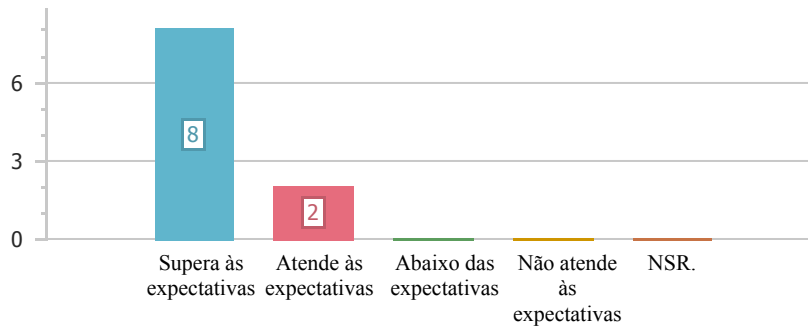 6
3
0
8
2
Supera às
expectativas
Atende às
expectativas
Abaixo das
expectativas
Não atende
às
expectativas
NSR.